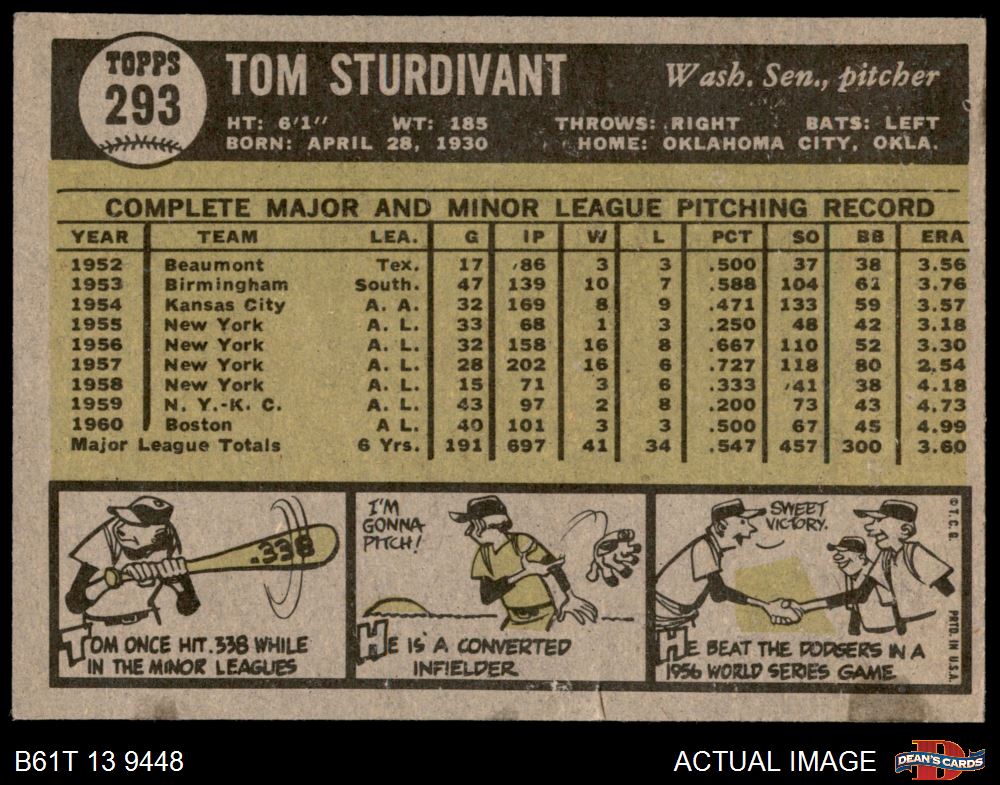 TOPPS
293
TOM STURDIVANT
Wash. Sen., pitcher
HT: 6'1" WT: 185 THROWS: RIGHT BATS: LEFT
BORN: APRIL 28, 1930 HOME: OKLAHOMA CITY, OKLA.
COMPLETE MAJOR AND MINOR LEAGUE PITCHING RECORD
YEAR TEAM LEA. G IP W L PCT SO BB ERA
1952 Beaumont Tex. 17 86 3 3 .500 37 38 3.56
1953 Birmingham South. 47 139 10 7 .588 104 61 3.76
1954 Kansas City A. A. 32 169 8 9 .471 133 59 3.57
1955 New York A. L. 33 68 1 3 .250 48 42 3.18
1956 New York A. L. 32 158 16 8 .667 110 52 3.30
1957 New York A. L. 28 202 16 6 .727 118 80 2.54
1958 New York A. L. 15 71 3 6 .333 41 38 4.18
1959 N. Y.-K. C. A. L. 43 97 2 8 .200 73 43 4.73
1960 Boston A L. 40 101 3 3 .500 67 45 4.99
Major League Totals 6 Yrs. 191 697 41 34 .547 457 300 3.60
.338
TOM ONCE HIT .338 WHILE
IN THE MINOR LEAGUES
I'M
GONNA
PITCH!
HE IS A CONVERTED
INFIELDER
SWEET
VICTORY.
HE BEAT THE DODGERS IN A
1956 WORLD SERIES GAME
© T. C. G.
PRTD. IN U.S.A.
B61T 13 9448
ACTUAL IMAGE
D
DEAN'S CARDS